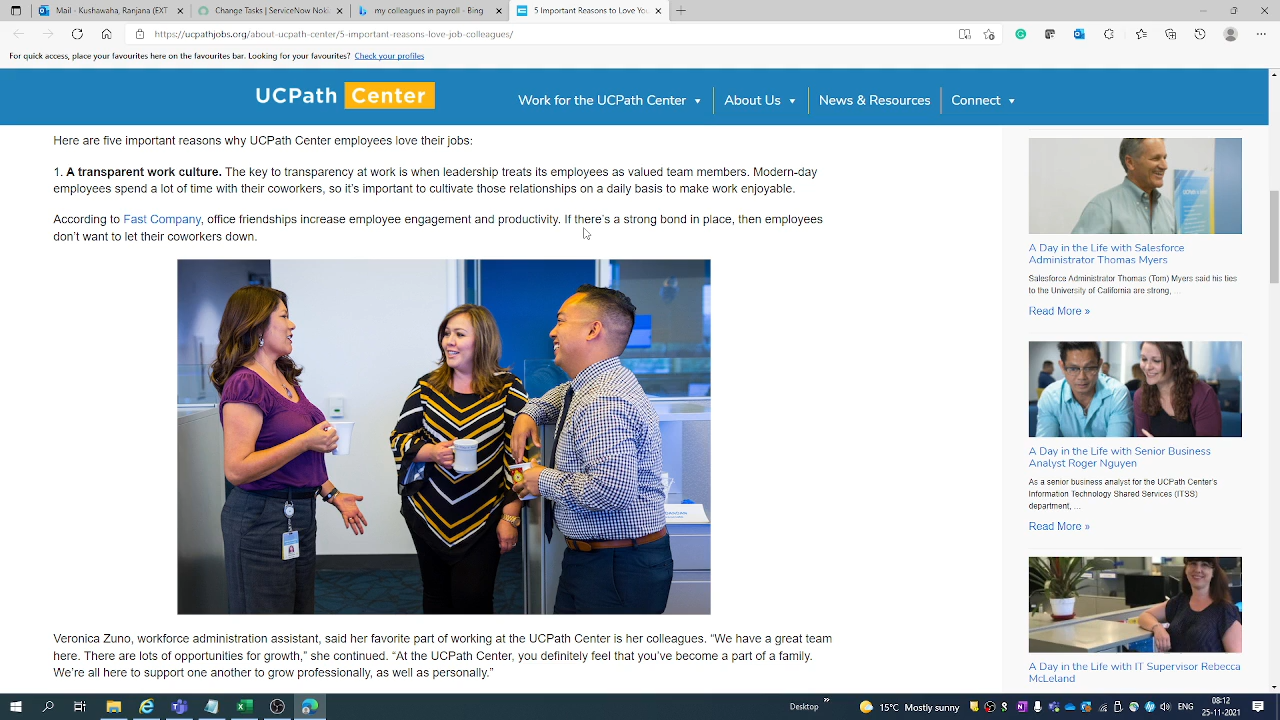 Mail - Kushwaha, Ranjana (EXT
Change Task | ServiceNow
my baying - Bing
5 Important Reasons to Love Yo
https://ucpathjobs.org/about-ucpath-center/5-important-reasons-love-job-colleagues/
For quick access, place your favourites here on the favourites bar. Looking for your favourites? Check your profiles
UCPath Center
Work for the UCPath Center
About Us
News & Resources
Connect
Here are five important reasons why UCPath Center employees love their jobs:
1. A transparent work culture. The key to transparency at work is when leadership treats its employees as valued team members. Modern-day
employees spend a lot of time with their coworkers, so it's important to cultivate those relationships on a daily basis to make work enjoyable.
According to Fast Company, office friendships increase employee engagement and productivity. If there's a strong bond in place, then employees
don't want to let their coworkers down.
Veronica Zuno, workforce administration assistant, said her favorite part of working at the UCPath Center is her colleagues. "We have a great team
here. There are lots of opportunities for growth," she continued. "At the UCPath Center, you definitely feel that you've become a part of a family.
We're all here to support one another to grow professionally, as well as personally."
A Day in the Life with Salesforce
Administrator Thomas Myers
Salesforce Administrator Thomas (Tom) Myers said his ties
to the University of California are strong, ...
Read More »
A Day in the Life with Senior Business
Analyst Roger Nguyen
As a senior business analyst for the UCPath Center's
Information Technology Shared Services (ITSS)
department, ...
Read More »
A Day in the Life with IT Supervisor Rebecca
McLeland
Desktop
15°C Mostly sunny
08:12
25-11-2021